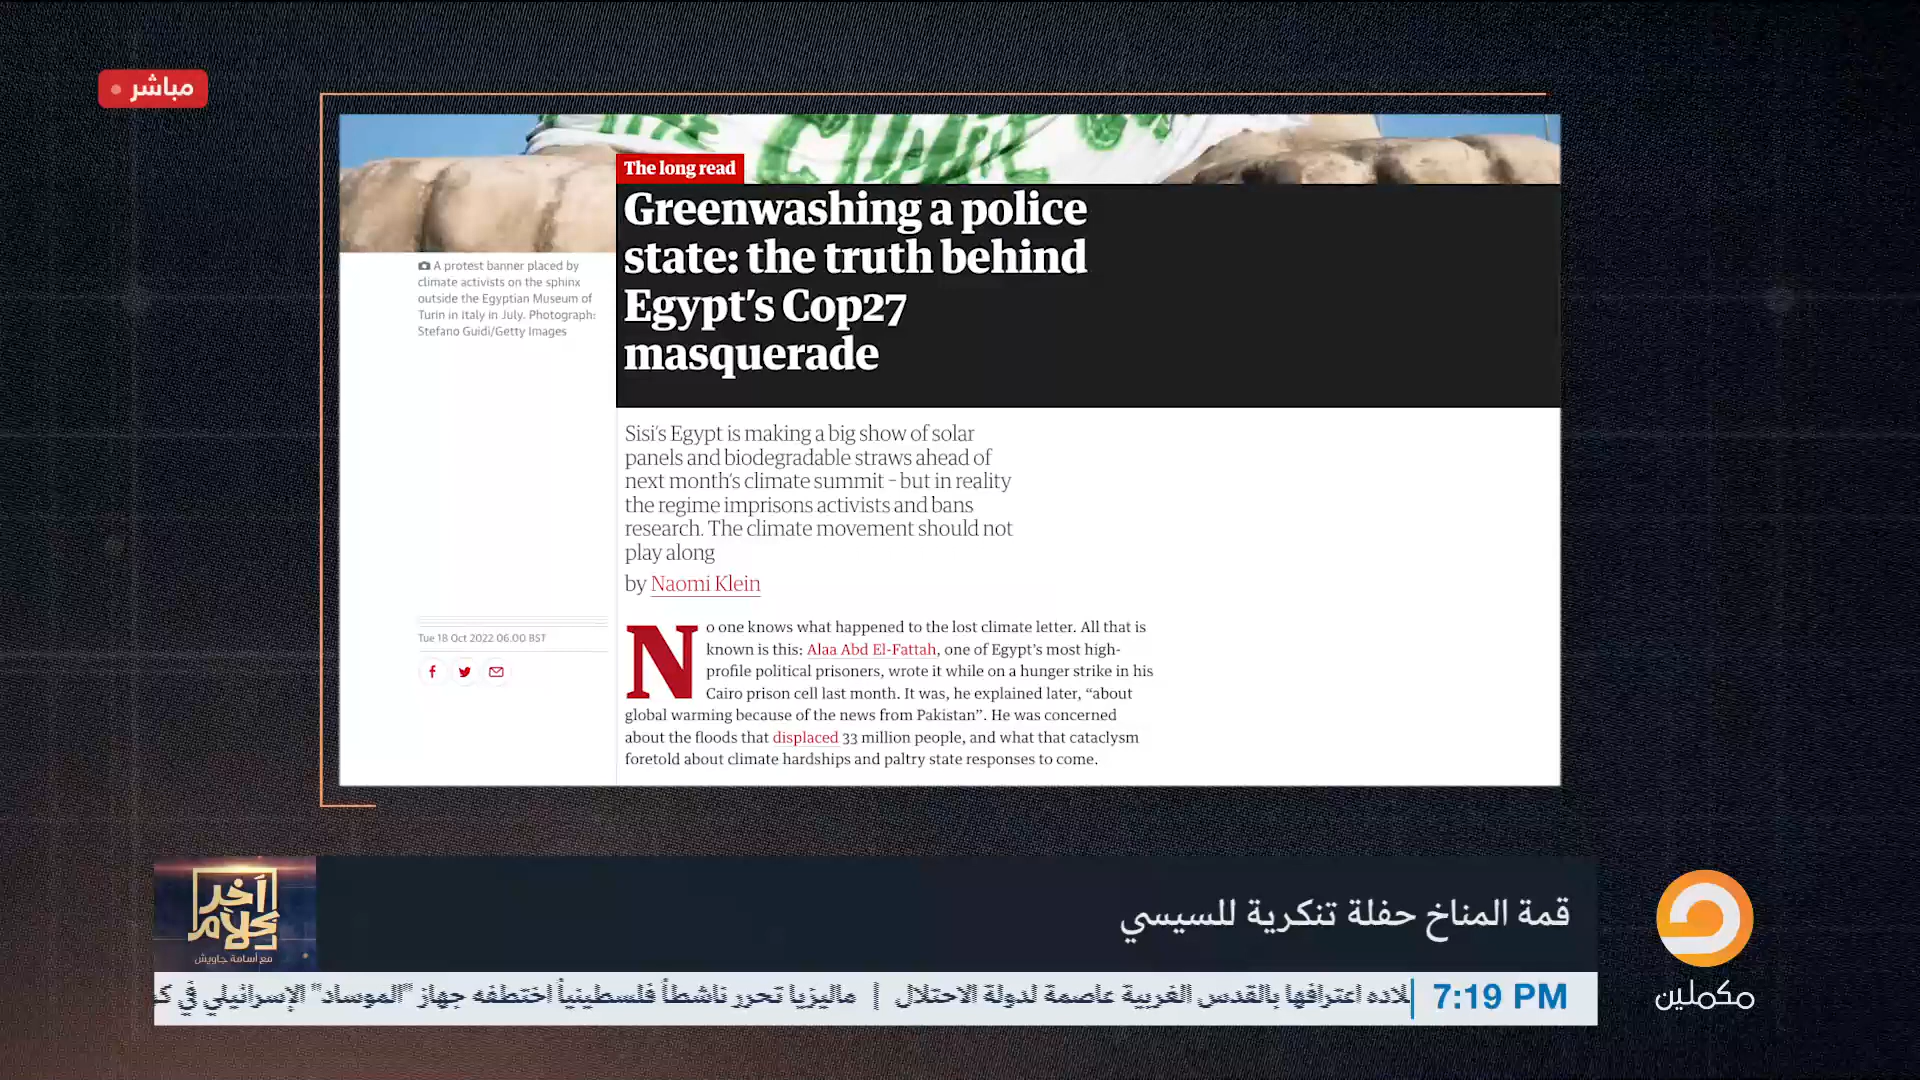 مباشر
The long read
Greenwashing a police
state: the truth behind
Egypt's Cop27
masquerade
A protest banner placed by
climate activists on the sphinx
outside the Egyptian Museum of
Turin in Italy in July. Photograph:
Stefano Guidi/Getty Images
Sisi's Egypt is making a big show of solar
panels and biodegradable straws ahead of
next month's climate summit – but in reality
the regime imprisons activists and bans
research. The climate movement should not
play along
by Naomi Klein
Tue 18 Oct 2022 06.00 BST
No one knows what happened to the lost climate letter. All that is
known is this: Alaa Abd El-Fattah, one of Egypt's most high-
profile political prisoners, wrote it while on a hunger strike in his
Cairo prison cell last month. It was, he explained later, “about
global warming because of the news from Pakistan”. He was concerned
about the floods that displaced 33 million people, and what that cataclysm
foretold about climate hardships and paltry state responses to come.
قمة المناخ حفلة تنكرية للسيسي
آخر
كلام
مع أسامة جاويش
7:19 PM
بلاده اعترافها بالقدس الغربية عاصمة لدولة الاحتلال | ماليزيا تحرر ناشطاً فلسطينياً اختطفه جهاز "الموساد" الإسرائيلي في
مكملين